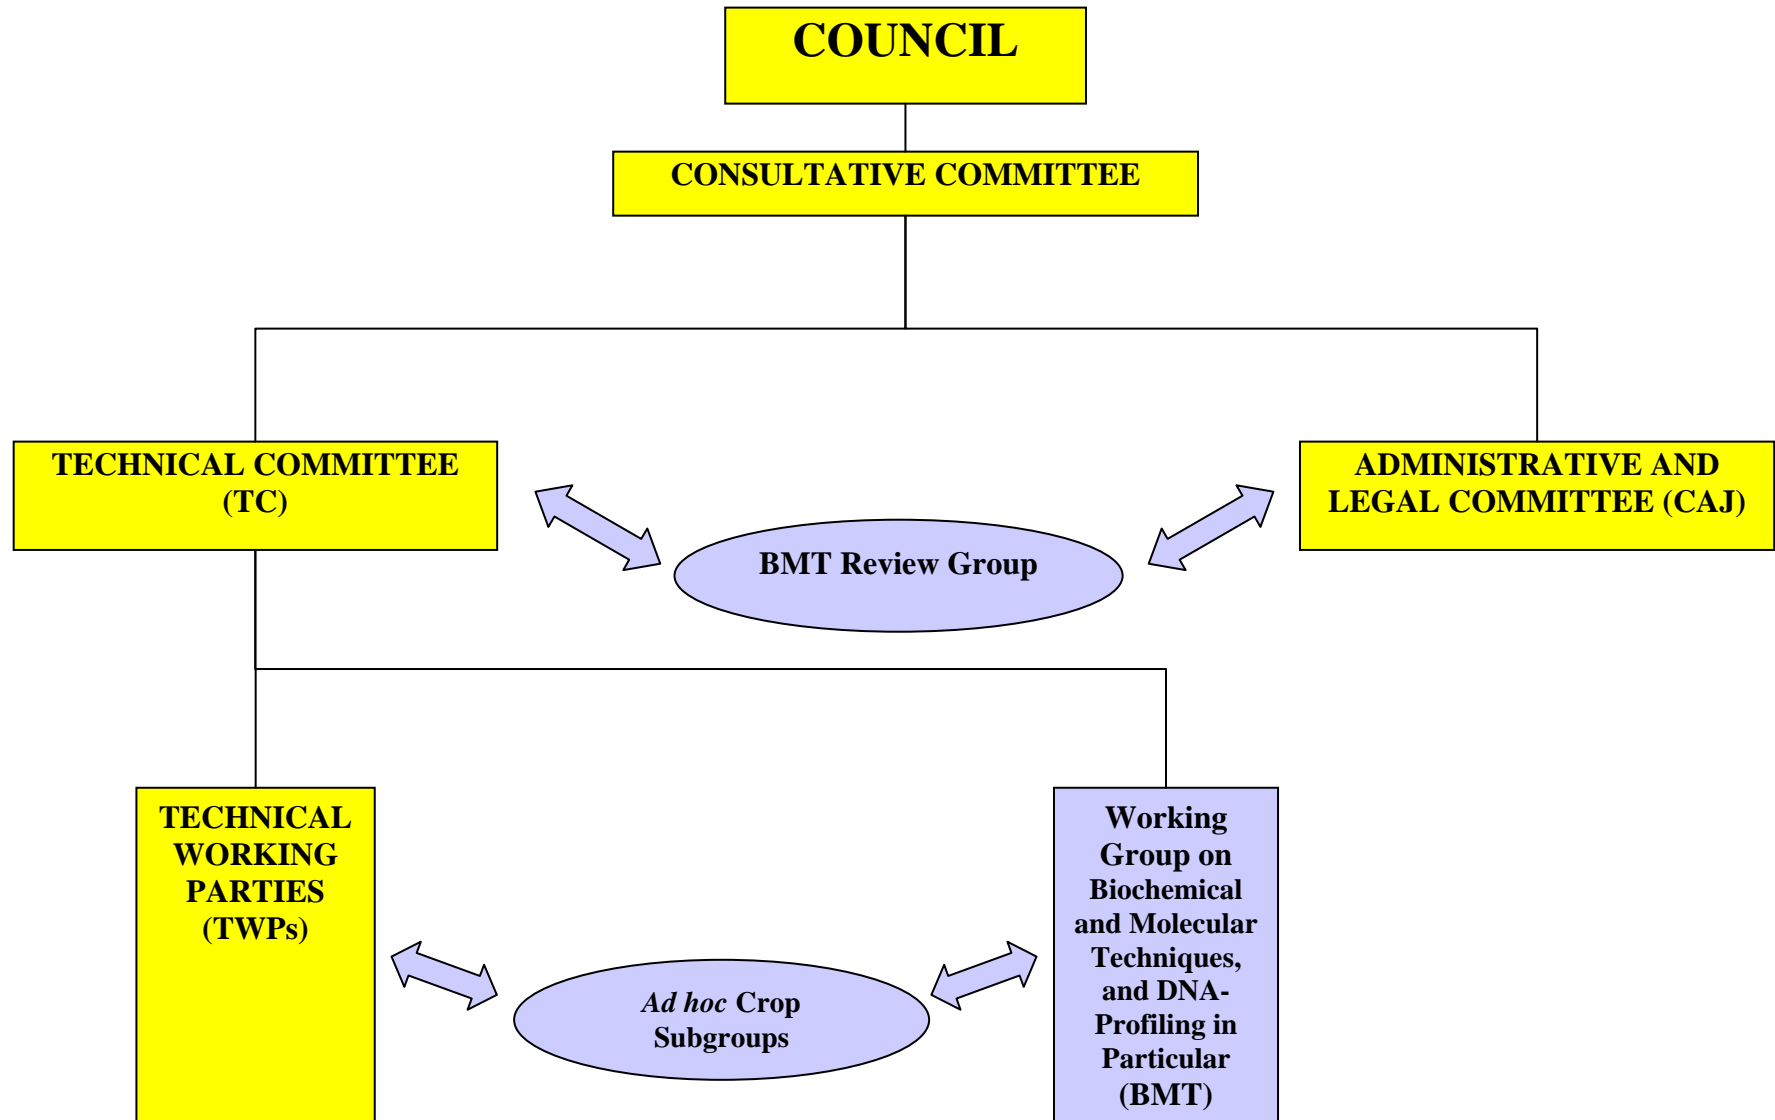 COUNCIL
CONSULTATIVE COMMITTEE
TECHNICAL COMMITTEE
(TC)
ADMINISTRATIVE AND
LEGAL COMMITTEE (CAJ)
BMT Review Group
TECHNICAL
WORKING
PARTIES
(TWPs)
Ad hoc Crop
Subgroups
Working
Group on
Biochemical
and Molecular
Techniques,
and DNA-
Profiling in
Particular
(BMT)